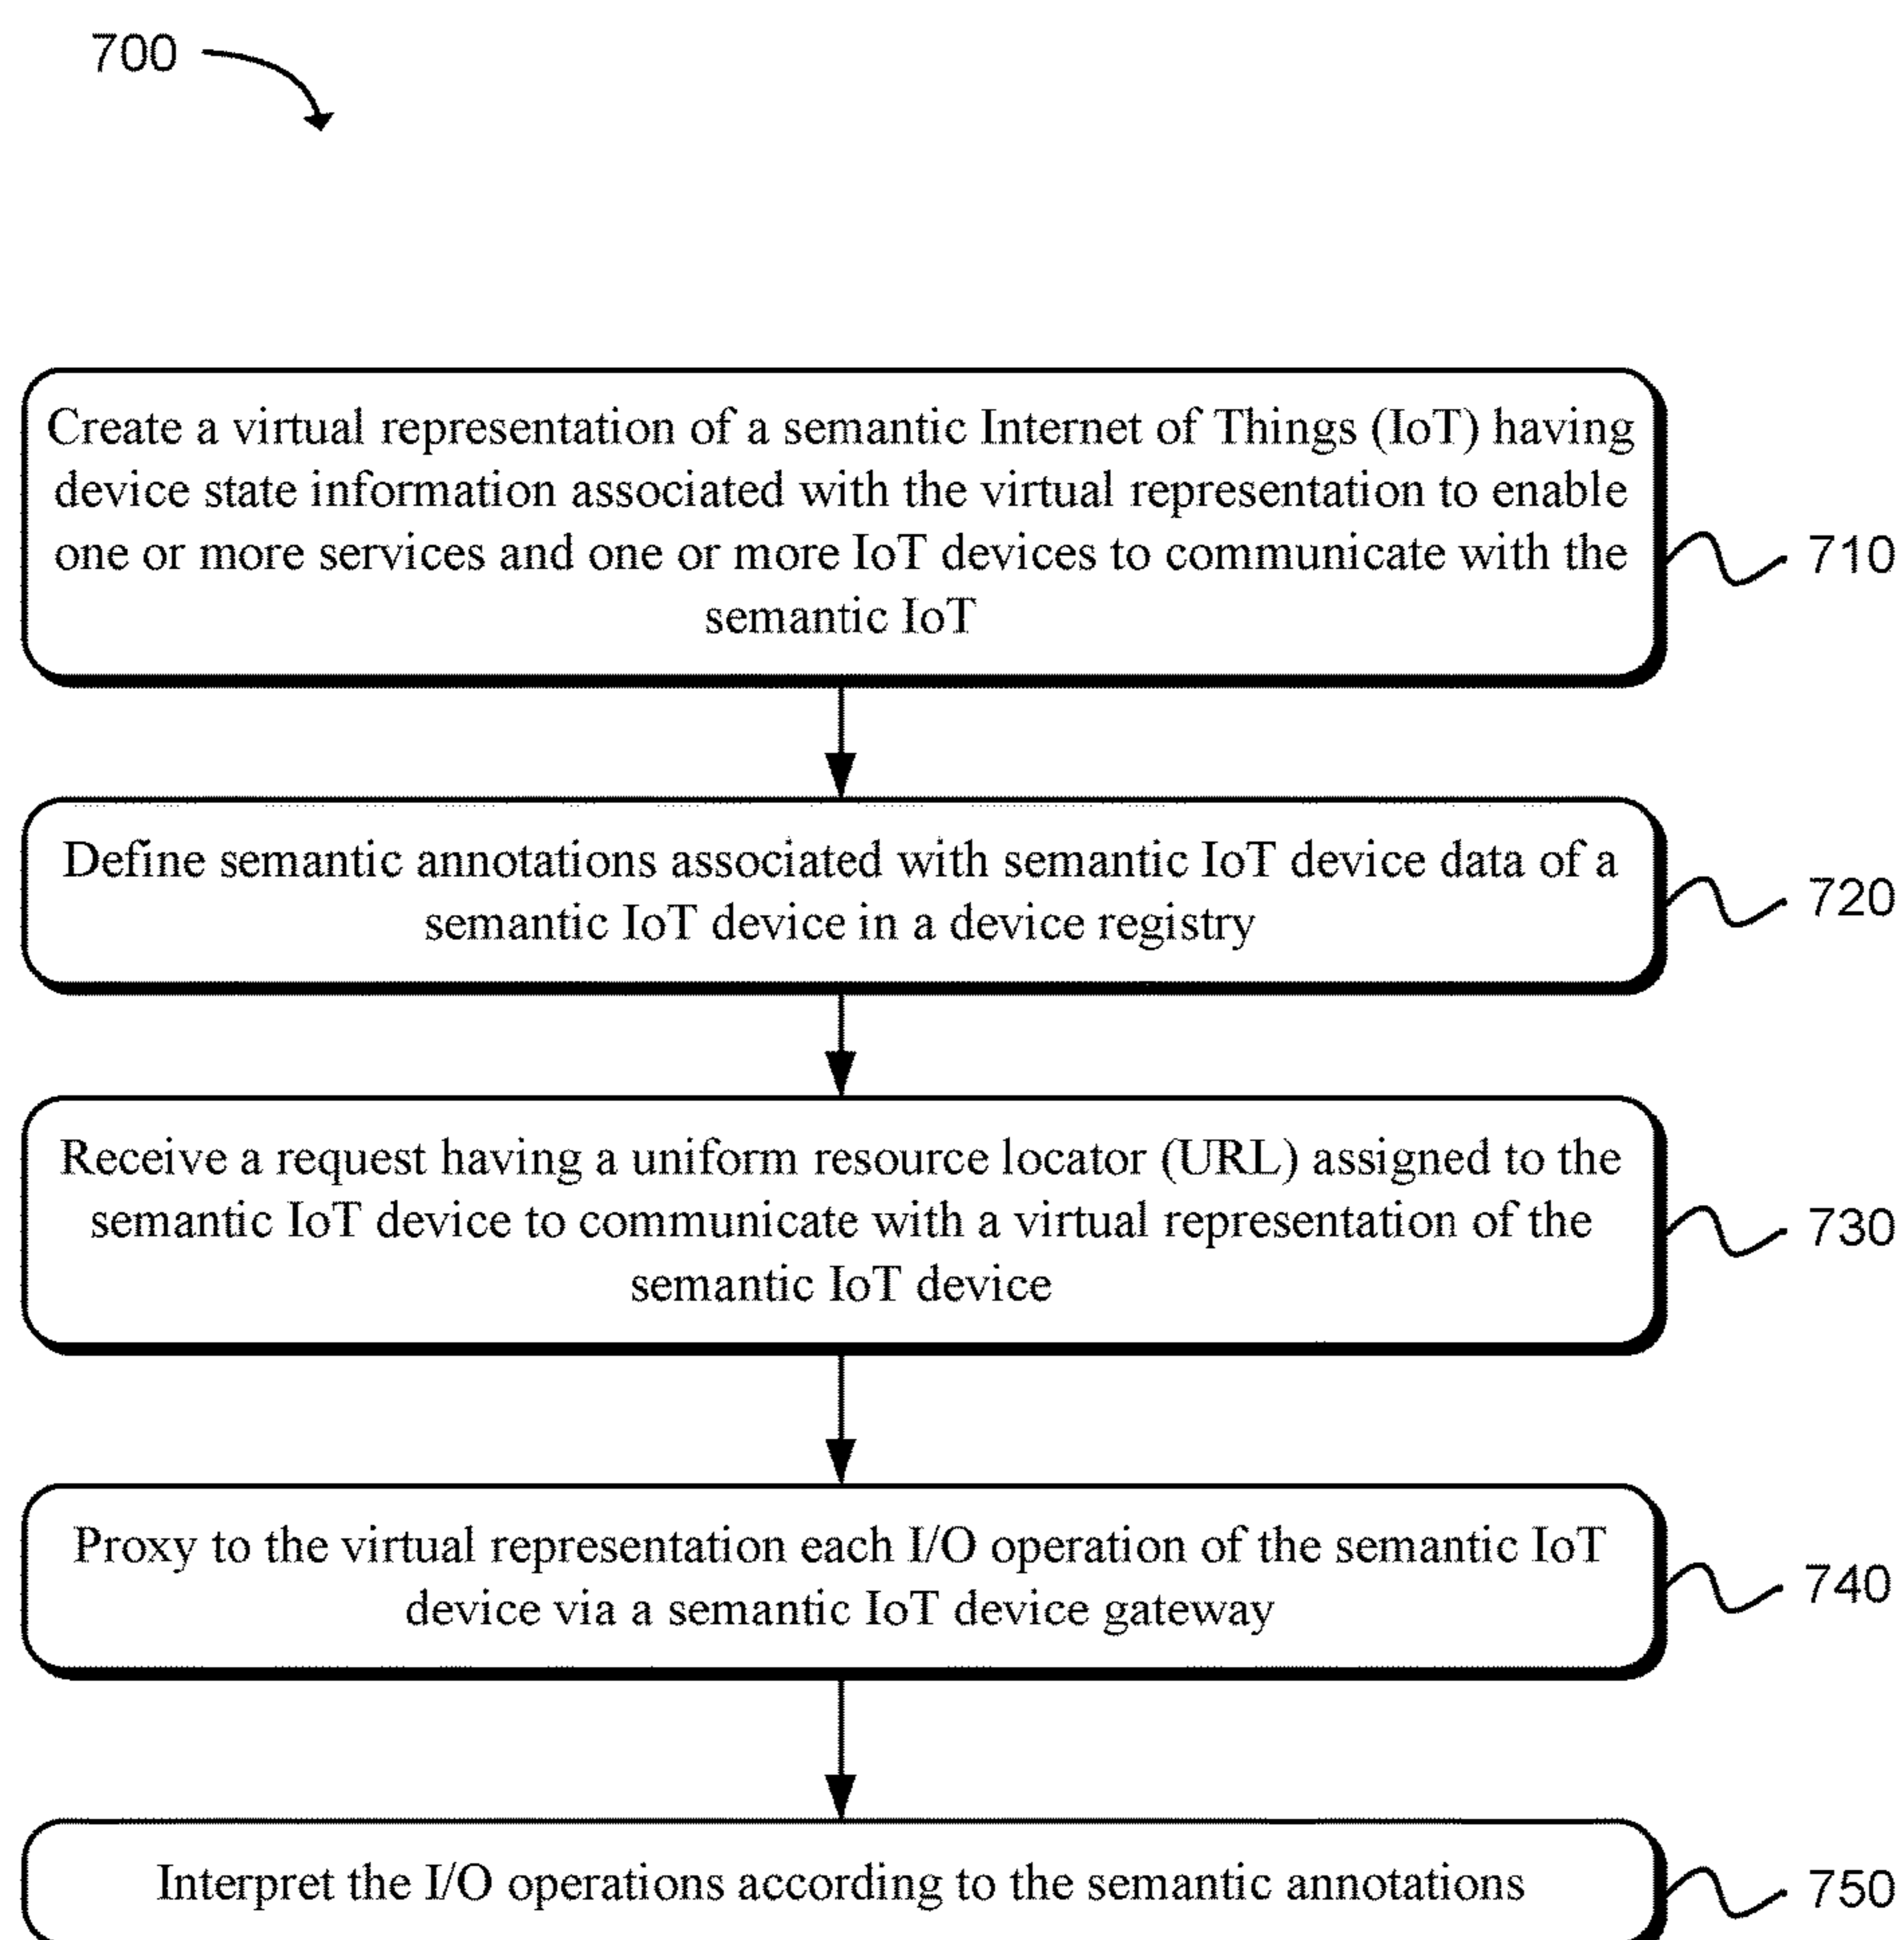 700
Create a virtual representation of a semantic Internet of Things (IoT) having
device state information associated with the virtual representation to enable
one or more services and one or more IoT devices to communicate with the
semantic IoT
710
Define semantic annotations associated with semantic IoT device data of a
semantic IoT device in a device registry
720
Receive a request having a uniform resource locator (URL) assigned to the
semantic IoT device to communicate with a virtual representation of the
semantic IoT device
730
Proxy to the virtual representation each I/O operation of the semantic IoT
device via a semantic IoT device gateway
740
Interpret the I/O operations according to the semantic annotations
750